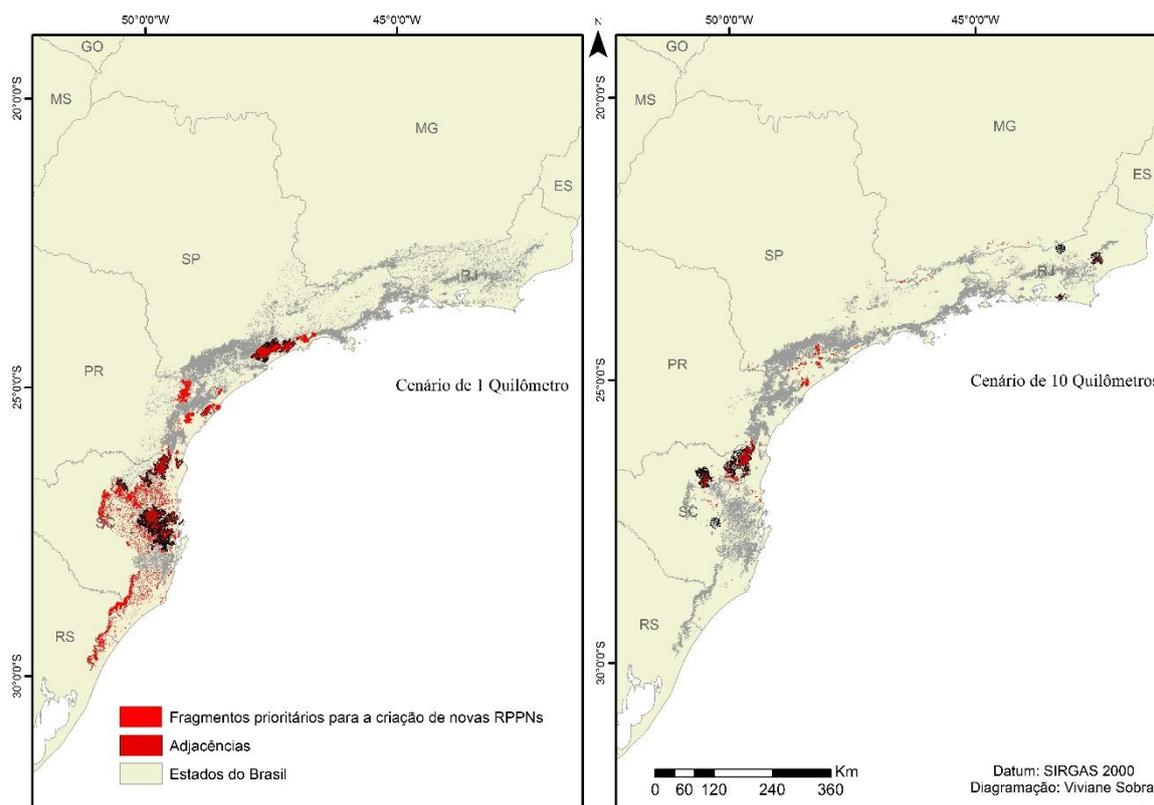 50°0'0"W
45°0'0"W
20°0'0"S
25°0'0"S
30°0'0"S
GO
MS
MG
ES
SP
RJ
PR
SC
RS
Cenário de 1 Quilômetro
Fragmentos prioritários para a criação de novas RPPNs
Adjacências
Estados do Brasil
N
50°0'0"W
45°0'0"W
20°0'0"S
25°0'0"S
30°0'0"S
GO
MS
MG
ES
SP
RJ
PR
SC
RS
Cenário de 10 Quilômetros
Km
0 60 120 240 360
Datum: SIRGAS 2000
Diagramação: Viviane Sobra